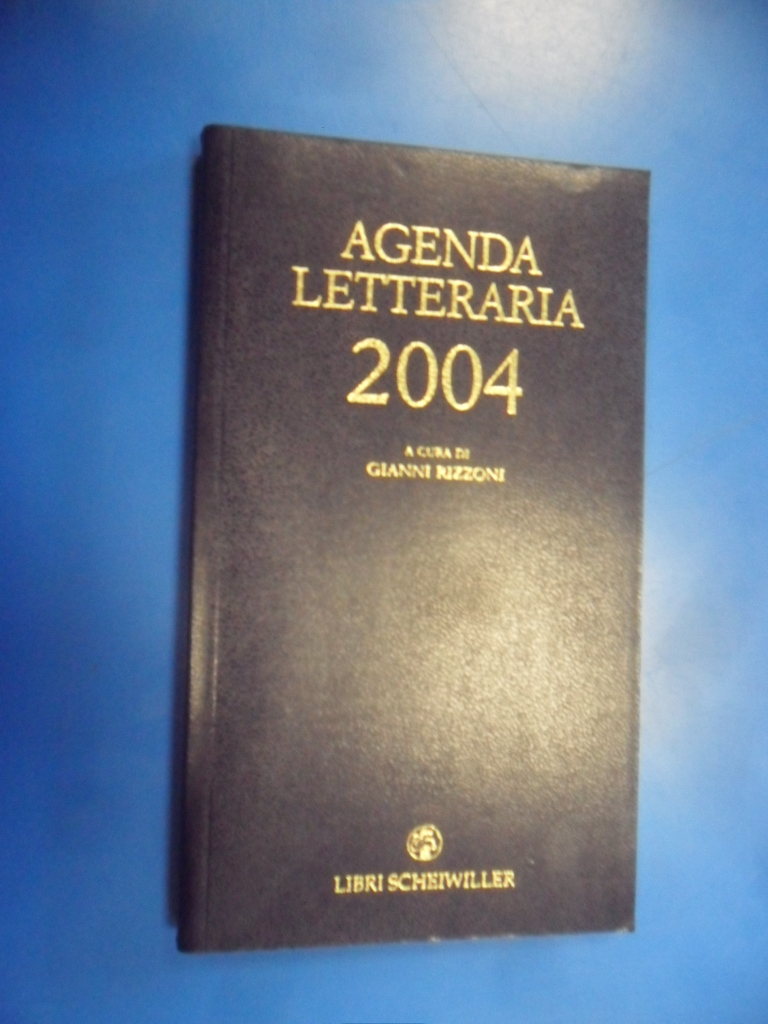 AGENDA
LETTERARIA
2004
A CURA DI
GIANNI RIZZONI
LIBRI SCHEIWILLER